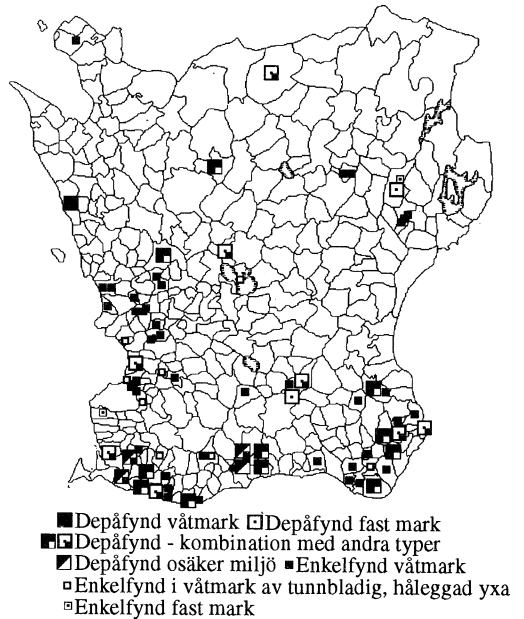 Depåfynd våtmark Depåfynd fast mark
Depåfynd - kombination med andra typer
Depåfynd osäker miljö Enkelfynd våtmark
Enkelfynd i våtmark av tunnbladig, håleggad yxa
Enkelfynd fast mark